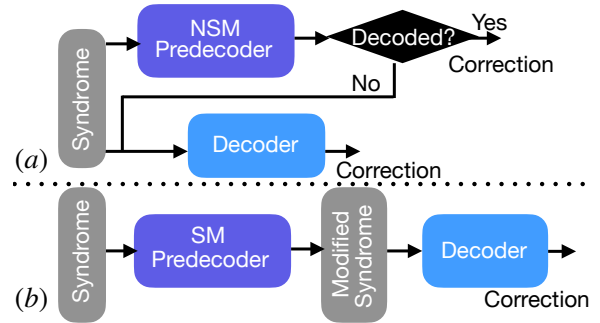 Syndrome
NSM
Predecoder
Decoded?
Yes
Correction
No
Decoder
Correction
(a)
Syndrome
SM
Predecoder
Modified
Syndrome
Decoder
Correction
(b)